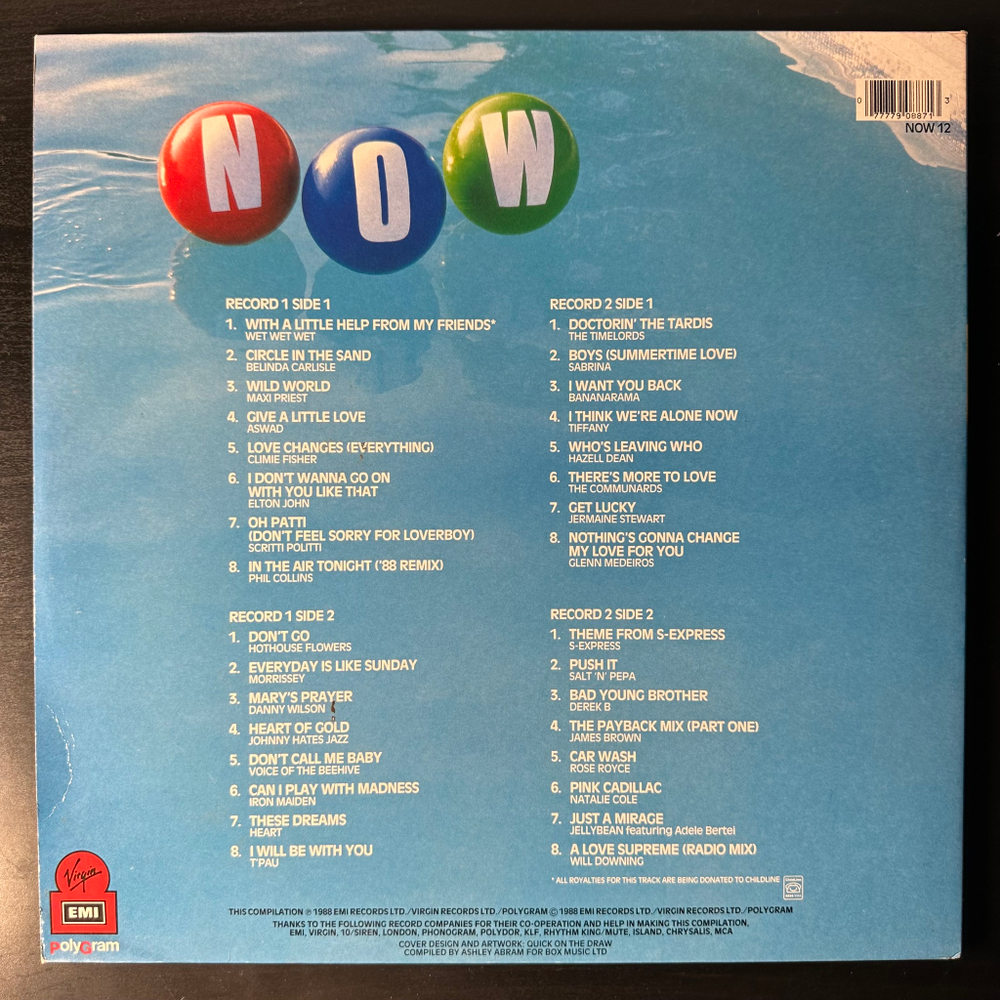 N O W
0 77779 08871 3
NOW 12
RECORD 1 SIDE 1
1. WITH A LITTLE HELP FROM MY FRIENDS*
WET WET WET
2. CIRCLE IN THE SAND
BELINDA CARLISLE
3. WILD WORLD
MAXI PRIEST
4. GIVE A LITTLE LOVE
ASWAD
5. LOVE CHANGES (EVERYTHING)
CLIMIE FISHER
6. I DON'T WANNA GO ON
WITH YOU LIKE THAT
ELTON JOHN
7. OH PATTI
(DON'T FEEL SORRY FOR LOVERBOY)
SCRITTI POLITTI
8. IN THE AIR TONIGHT ('88 REMIX)
PHIL COLLINS
RECORD 1 SIDE 2
1. DON'T GO
HOTHOUSE FLOWERS
2. EVERYDAY IS LIKE SUNDAY
MORRISSEY
3. MARY'S PRAYER
DANNY WILSON
4. HEART OF GOLD
JOHNNY HATES JAZZ
5. DON'T CALL ME BABY
VOICE OF THE BEEHIVE
6. CAN I PLAY WITH MADNESS
IRON MAIDEN
7. THESE DREAMS
HEART
8. I WILL BE WITH YOU
T'PAU
RECORD 2 SIDE 1
1. DOCTORIN' THE TARDIS
THE TIMELORDS
2. BOYS (SUMMERTIME LOVE)
SABRINA
3. I WANT YOU BACK
BANANARAMA
4. I THINK WE'RE ALONE NOW
TIFFANY
5. WHO'S LEAVING WHO
HAZELL DEAN
6. THERE'S MORE TO LOVE
THE COMMUNARDS
7. GET LUCKY
JERMAINE STEWART
8. NOTHING'S GONNA CHANGE
MY LOVE FOR YOU
GLENN MEDEIROS
RECORD 2 SIDE 2
1. THEME FROM S-EXPRESS
S-EXPRESS
2. PUSH IT
SALT 'N' PEPA
3. BAD YOUNG BROTHER
DEREK B
4. THE PAYBACK MIX (PART ONE)
JAMES BROWN
5. CAR WASH
ROSE ROYCE
6. PINK CADILLAC
NATALIE COLE
7. JUST A MIRAGE
JELLYBEAN featuring Adele Bertei
8. A LOVE SUPREME (RADIO MIX)
WILL DOWNING
* ALL ROYALTIES FOR THIS TRACK ARE BEING DONATED TO CHILDLINE
Virgin
EMI
polygram
THIS COMPILATION ℗ 1988 EMI RECORDS LTD./VIRGIN RECORDS LTD./POLYGRAM © 1988 EMI RECORDS LTD./VIRGIN RECORDS LTD./POLYGRAM
THANKS TO THE FOLLOWING RECORD COMPANIES FOR THEIR CO-OPERATION AND HELP IN MAKING THIS COMPILATION,
EMI, VIRGIN, 10/SIREN, LONDON, PHONOGRAM, POLYDOR, KLF, RHYTHM KING/MUTE, ISLAND, CHRYSALIS, MCA
COVER DESIGN AND ARTWORK: QUICK ON THE DRAW
COMPILED BY ASHLEY ABRAM FOR BOX MUSIC LTD